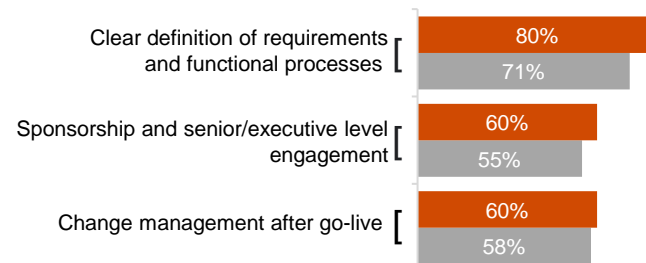 Clear definition of requirements
and functional processes
80%
71%
Sponsorship and senior/executive level
engagement
60%
55%
Change management after go-live
60%
58%